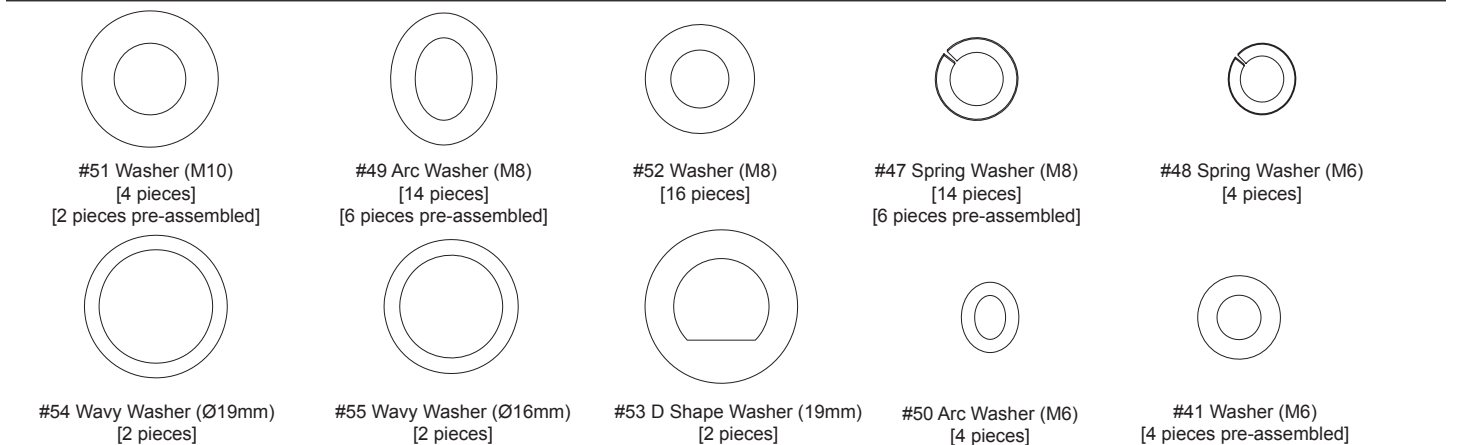 #51 Washer (M10)
[4 pieces]
[2 pieces pre-assembled]
#49 Arc Washer (M8)
[14 pieces]
[6 pieces pre-assembled]
#52 Washer (M8)
[16 pieces]
#47 Spring Washer (M8)
[14 pieces]
[6 pieces pre-assembled]
#48 Spring Washer (M6)
[4 pieces]
#54 Wavy Washer (Ø19mm)
[2 pieces]
#55 Wavy Washer (Ø16mm)
[2 pieces]
#53 D Shape Washer (19mm)
[2 pieces]
#50 Arc Washer (M6)
[4 pieces]
#41 Washer (M6)
[4 pieces pre-assembled]